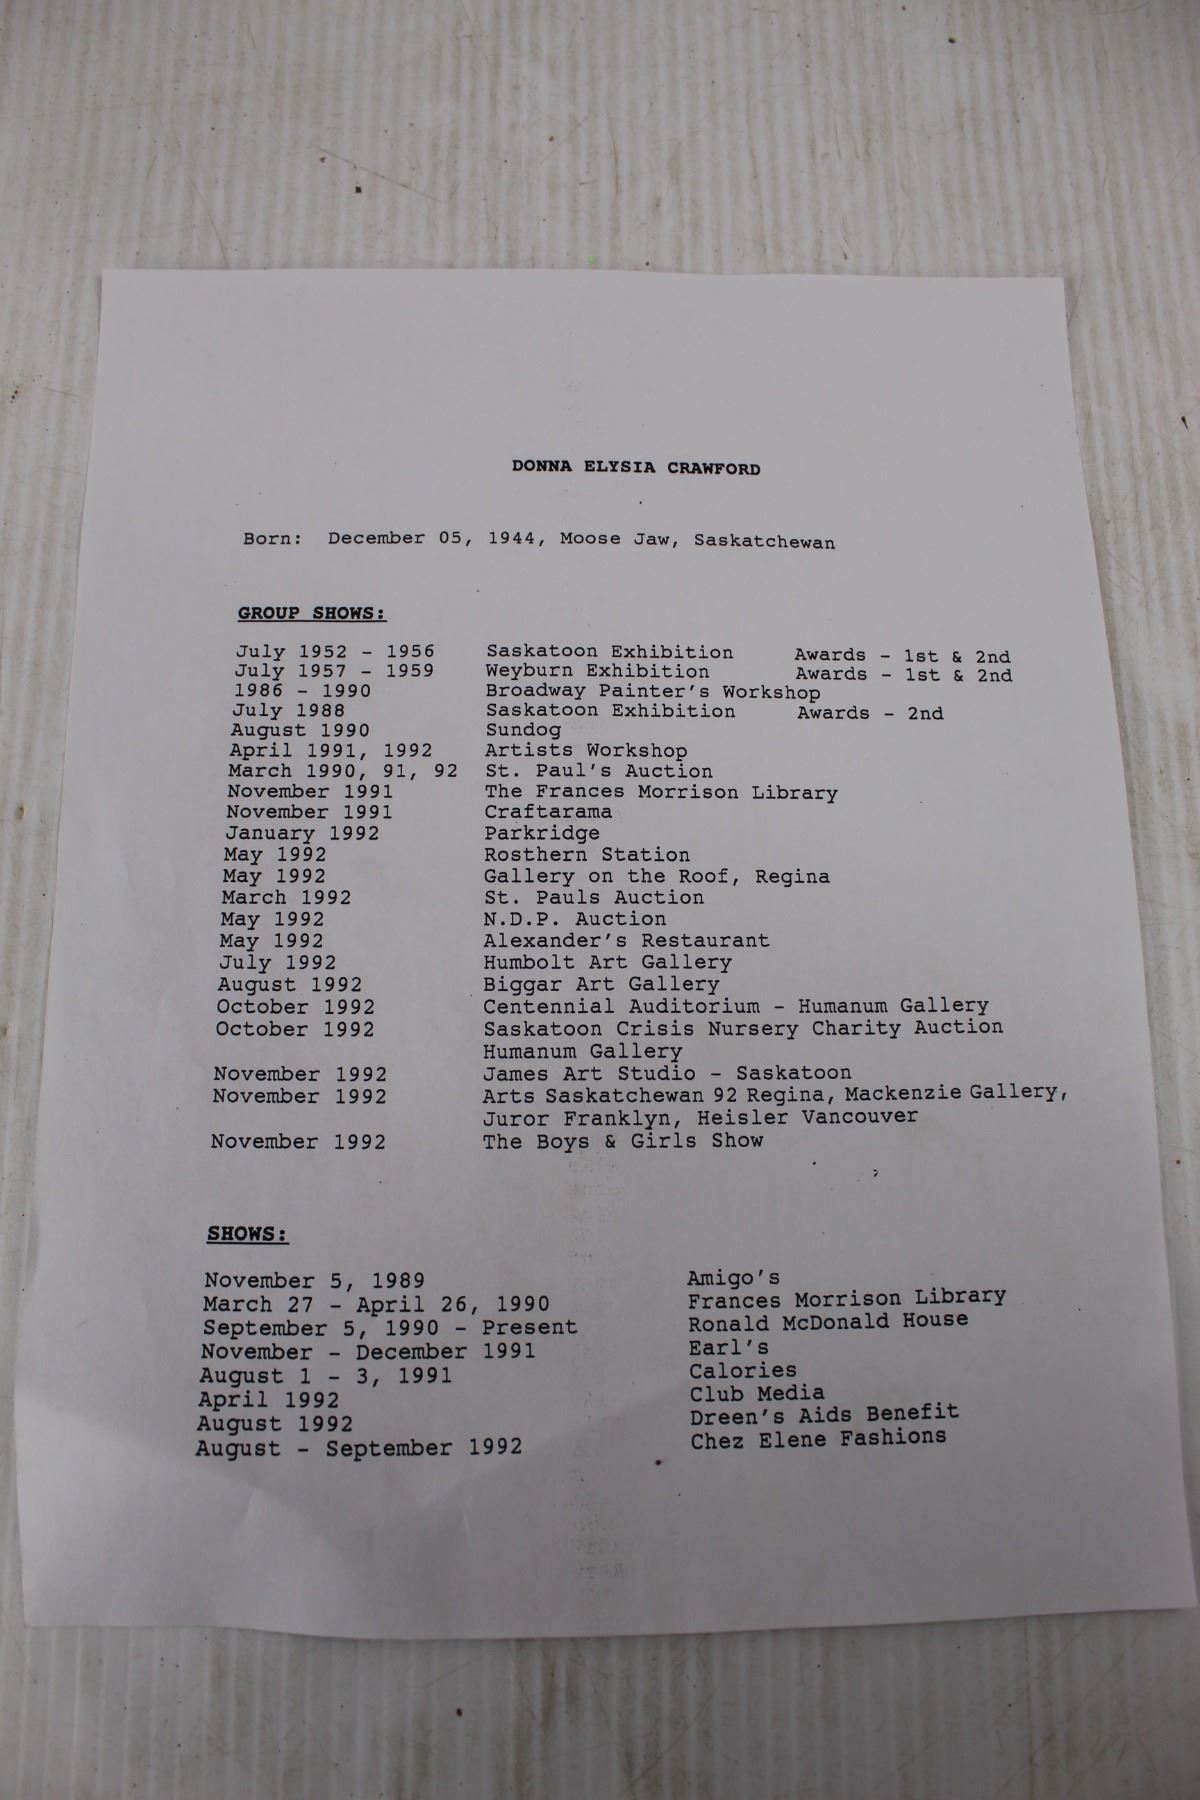 DONNA ELYSIA CRAWFORD
Born: December 05, 1944, Moose Jaw, Saskatchewan
GROUP SHOWS:
July 1952 - 1956 Saskatoon Exhibition Awards - 1st & 2nd
July 1957 - 1959 Weyburn Exhibition Awards - 1st & 2nd
1986 - 1990 Broadway Painter's Workshop
July 1988 Saskatoon Exhibition Awards - 2nd
August 1990 Sundog
April 1991, 1992 Artists Workshop
March 1990, 91, 92 St. Paul's Auction
November 1991 The Frances Morrison Library
November 1991 Craftarama
January 1992 Parkridge
May 1992 Rosthern Station
May 1992 Gallery on the Roof, Regina
March 1992 St. Pauls Auction
May 1992 N.D.P. Auction
May 1992 Alexander's Restaurant
July 1992 Humbolt Art Gallery
August 1992 Biggar Art Gallery
October 1992 Centennial Auditorium - Humanum Gallery
October 1992 Saskatoon Crisis Nursery Charity Auction
Humanum Gallery
November 1992 James Art Studio - Saskatoon
November 1992 Arts Saskatchewan 92 Regina, Mackenzie Gallery,
Juror Franklyn, Heisler Vancouver
November 1992 The Boys & Girls Show
SHOWS:
November 5, 1989 Amigo's
March 27 - April 26, 1990 Frances Morrison Library
September 5, 1990 - Present Ronald McDonald House
November - December 1991 Earl's
August 1 - 3, 1991 Calories
April 1992 Club Media
August 1992 Dreen's Aids Benefit
August - September 1992 Chez Elene Fashions